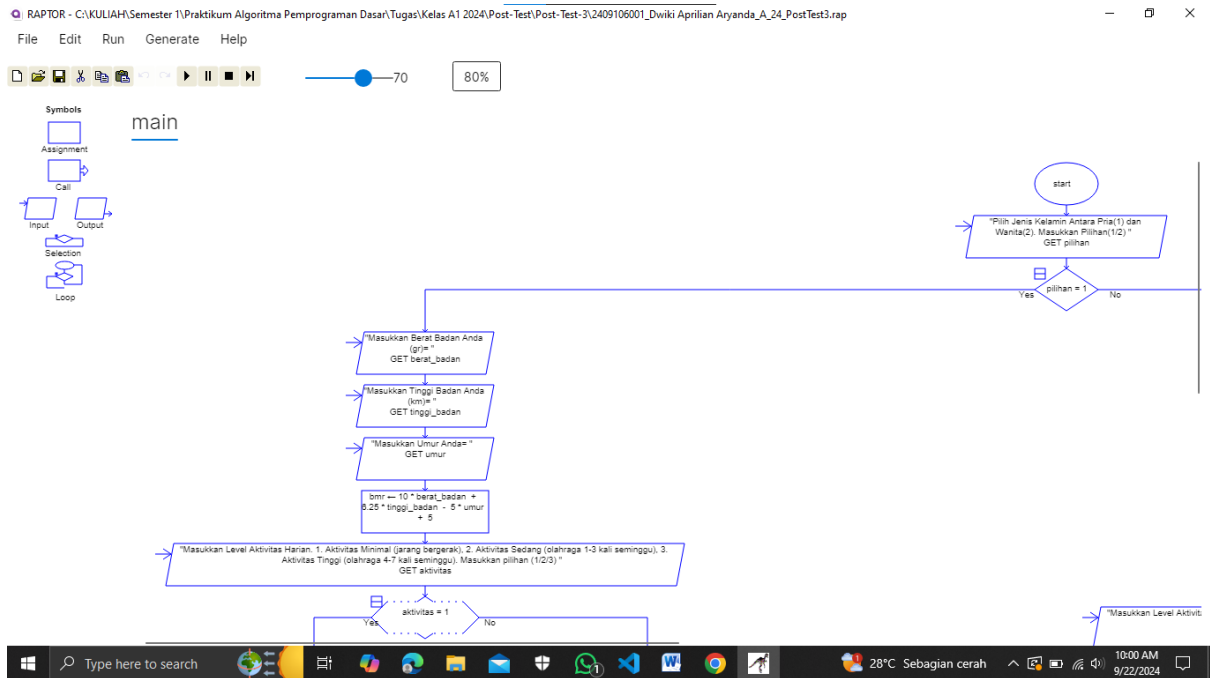 RAPTOR - C:\KULIAH\Semester 1\Praktikum Algoritma Pemprograman Dasar\Tugas\Kelas A1 2024\Post-Test\Post-Test-3\2409106001_Dwiki Aprilian Aryanda_A_24_PostTest3.rap
File Edit Run Generate Help
70
80%
Symbols
Assignment
Call
Input Output
Selection
Loop
main
start
"Pilih Jenis Kelamin Antara Pria(1) dan
Wanita(2). Masukkan Pilihan(1/2) "
GET pilihan
pilihan = 1
Yes No
"Masukkan Berat Badan Anda
(gr)= "
GET berat_badan
"Masukkan Tinggi Badan Anda
(km)= "
GET tinggi_badan
"Masukkan Umur Anda= "
GET umur
bmr ← 10 * berat_badan +
6.25 * tinggi_badan - 5 * umur
+ 5
"Masukkan Level Aktivitas Harian. 1. Aktivitas Minimal (jarang bergerak), 2. Aktivitas Sedang (olahraga 1-3 kali seminggu), 3.
Aktivitas Tinggi (olahraga 4-7 kali seminggu). Masukkan pilihan (1/2/3) "
GET aktivitas
aktivitas = 1
Yes No
"Masukkan Level Aktivit
Type here to search
28°C Sebagian cerah
10:00 AM
9/22/2024